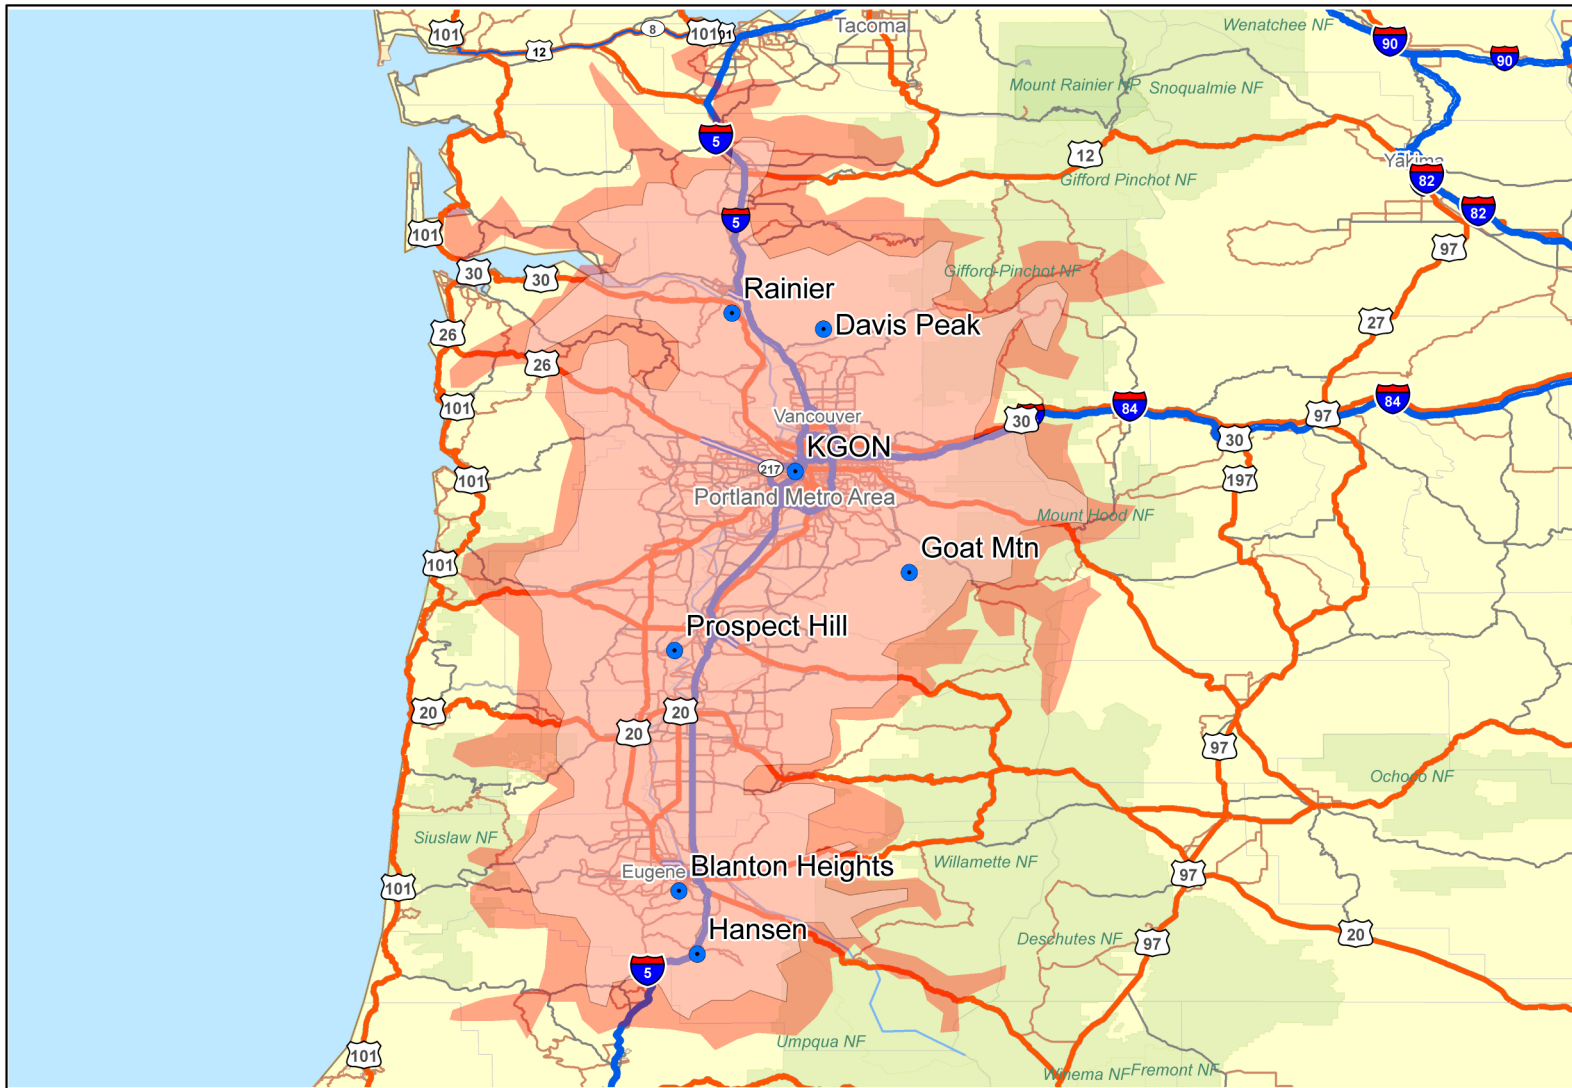 Wenatchee NF
Tacoma
101
8
101
01
12
90
90
Mount Rainier NP
Snoqualmie NF
5
12
Yakima
Gifford Pinchot NF
82
82
5
101
97
30
30
Gifford Pinchot NF
Rainier
Davis Peak
27
26
26
101
Vancouver
30
84
97
84
30
KGON
217
101
197
Portland Metro Area
Mount Hood NF
Goat Mtn
101
Prospect Hill
20
20
20
97
Ochoco NF
Siuslaw NF
Willamette NF
Eugene
Blanton Heights
97
101
Hansen
Deschutes NF
97
20
5
Umpqua NF
101
Winema NF
Fremont NF